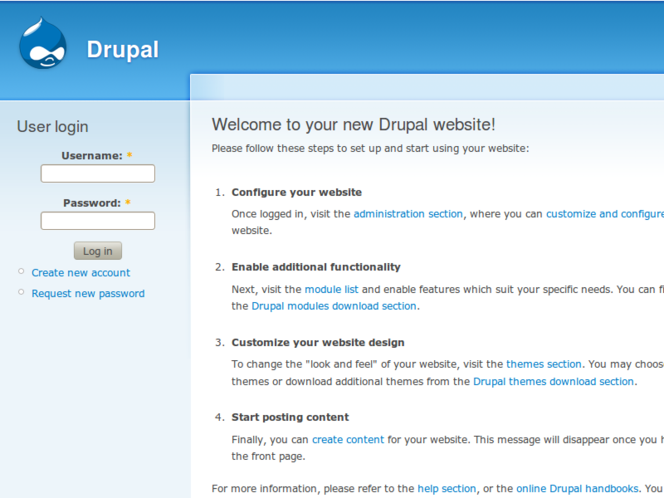 Drupal
User login
Username: *
Password: *
Log in
Create new account
Request new password
Welcome to your new Drupal website!
Please follow these steps to set up and start using your website:
1. Configure your website
Once logged in, visit the administration section, where you can customize and configure
website.
2. Enable additional functionality
Next, visit the module list and enable features which suit your specific needs. You can
the Drupal modules download section.
3. Customize your website design
To change the "look and feel" of your website, visit the themes section. You may
themes or download additional themes from the Drupal themes download section.
4. Start posting content
Finally, you can create content for your website. This message will disappear once you
the front page.
For more information, please refer to the help section, or the online Drupal handbooks. You